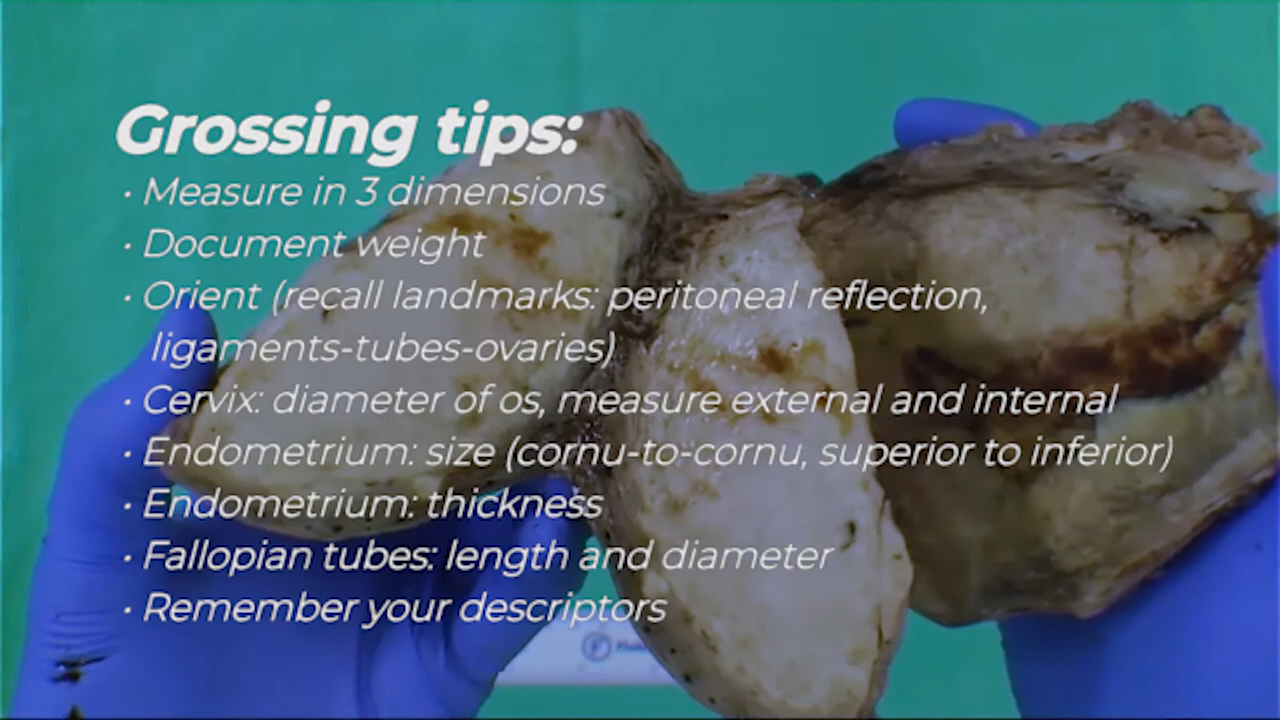 Grossing tips:
• Measure in 3 dimensions
• Document weight
• Orient (recall landmarks: peritoneal reflection,
ligaments-tubes-ovaries)
• Cervix: diameter of os, measure external and internal
• Endometrium: size (cornu-to-cornu, superior to inferior)
• Endometrium: thickness
• Fallopian tubes: length and diameter
• Remember your descriptors